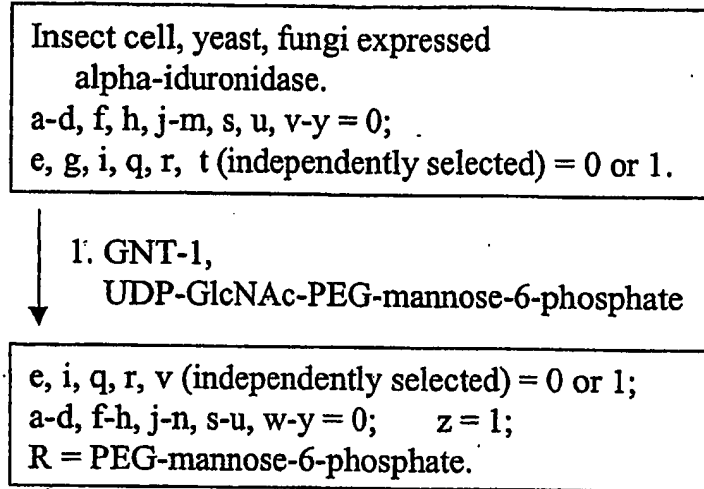 Insect cell, yeast, fungi expressed
alpha-iduronidase.
a-d, f, h, j-m, s, u, v-y = 0;
e, g, i, q, r, t (independently selected) = 0 or 1.
1. GNT-1,
UDP-GlcNAc-PEG-mannose-6-phosphate
e, i, q, r, v (independently selected) = 0 or 1;
a-d, f-h, j-n, s-u, w-y = 0; z = 1;
R = PEG-mannose-6-phosphate.